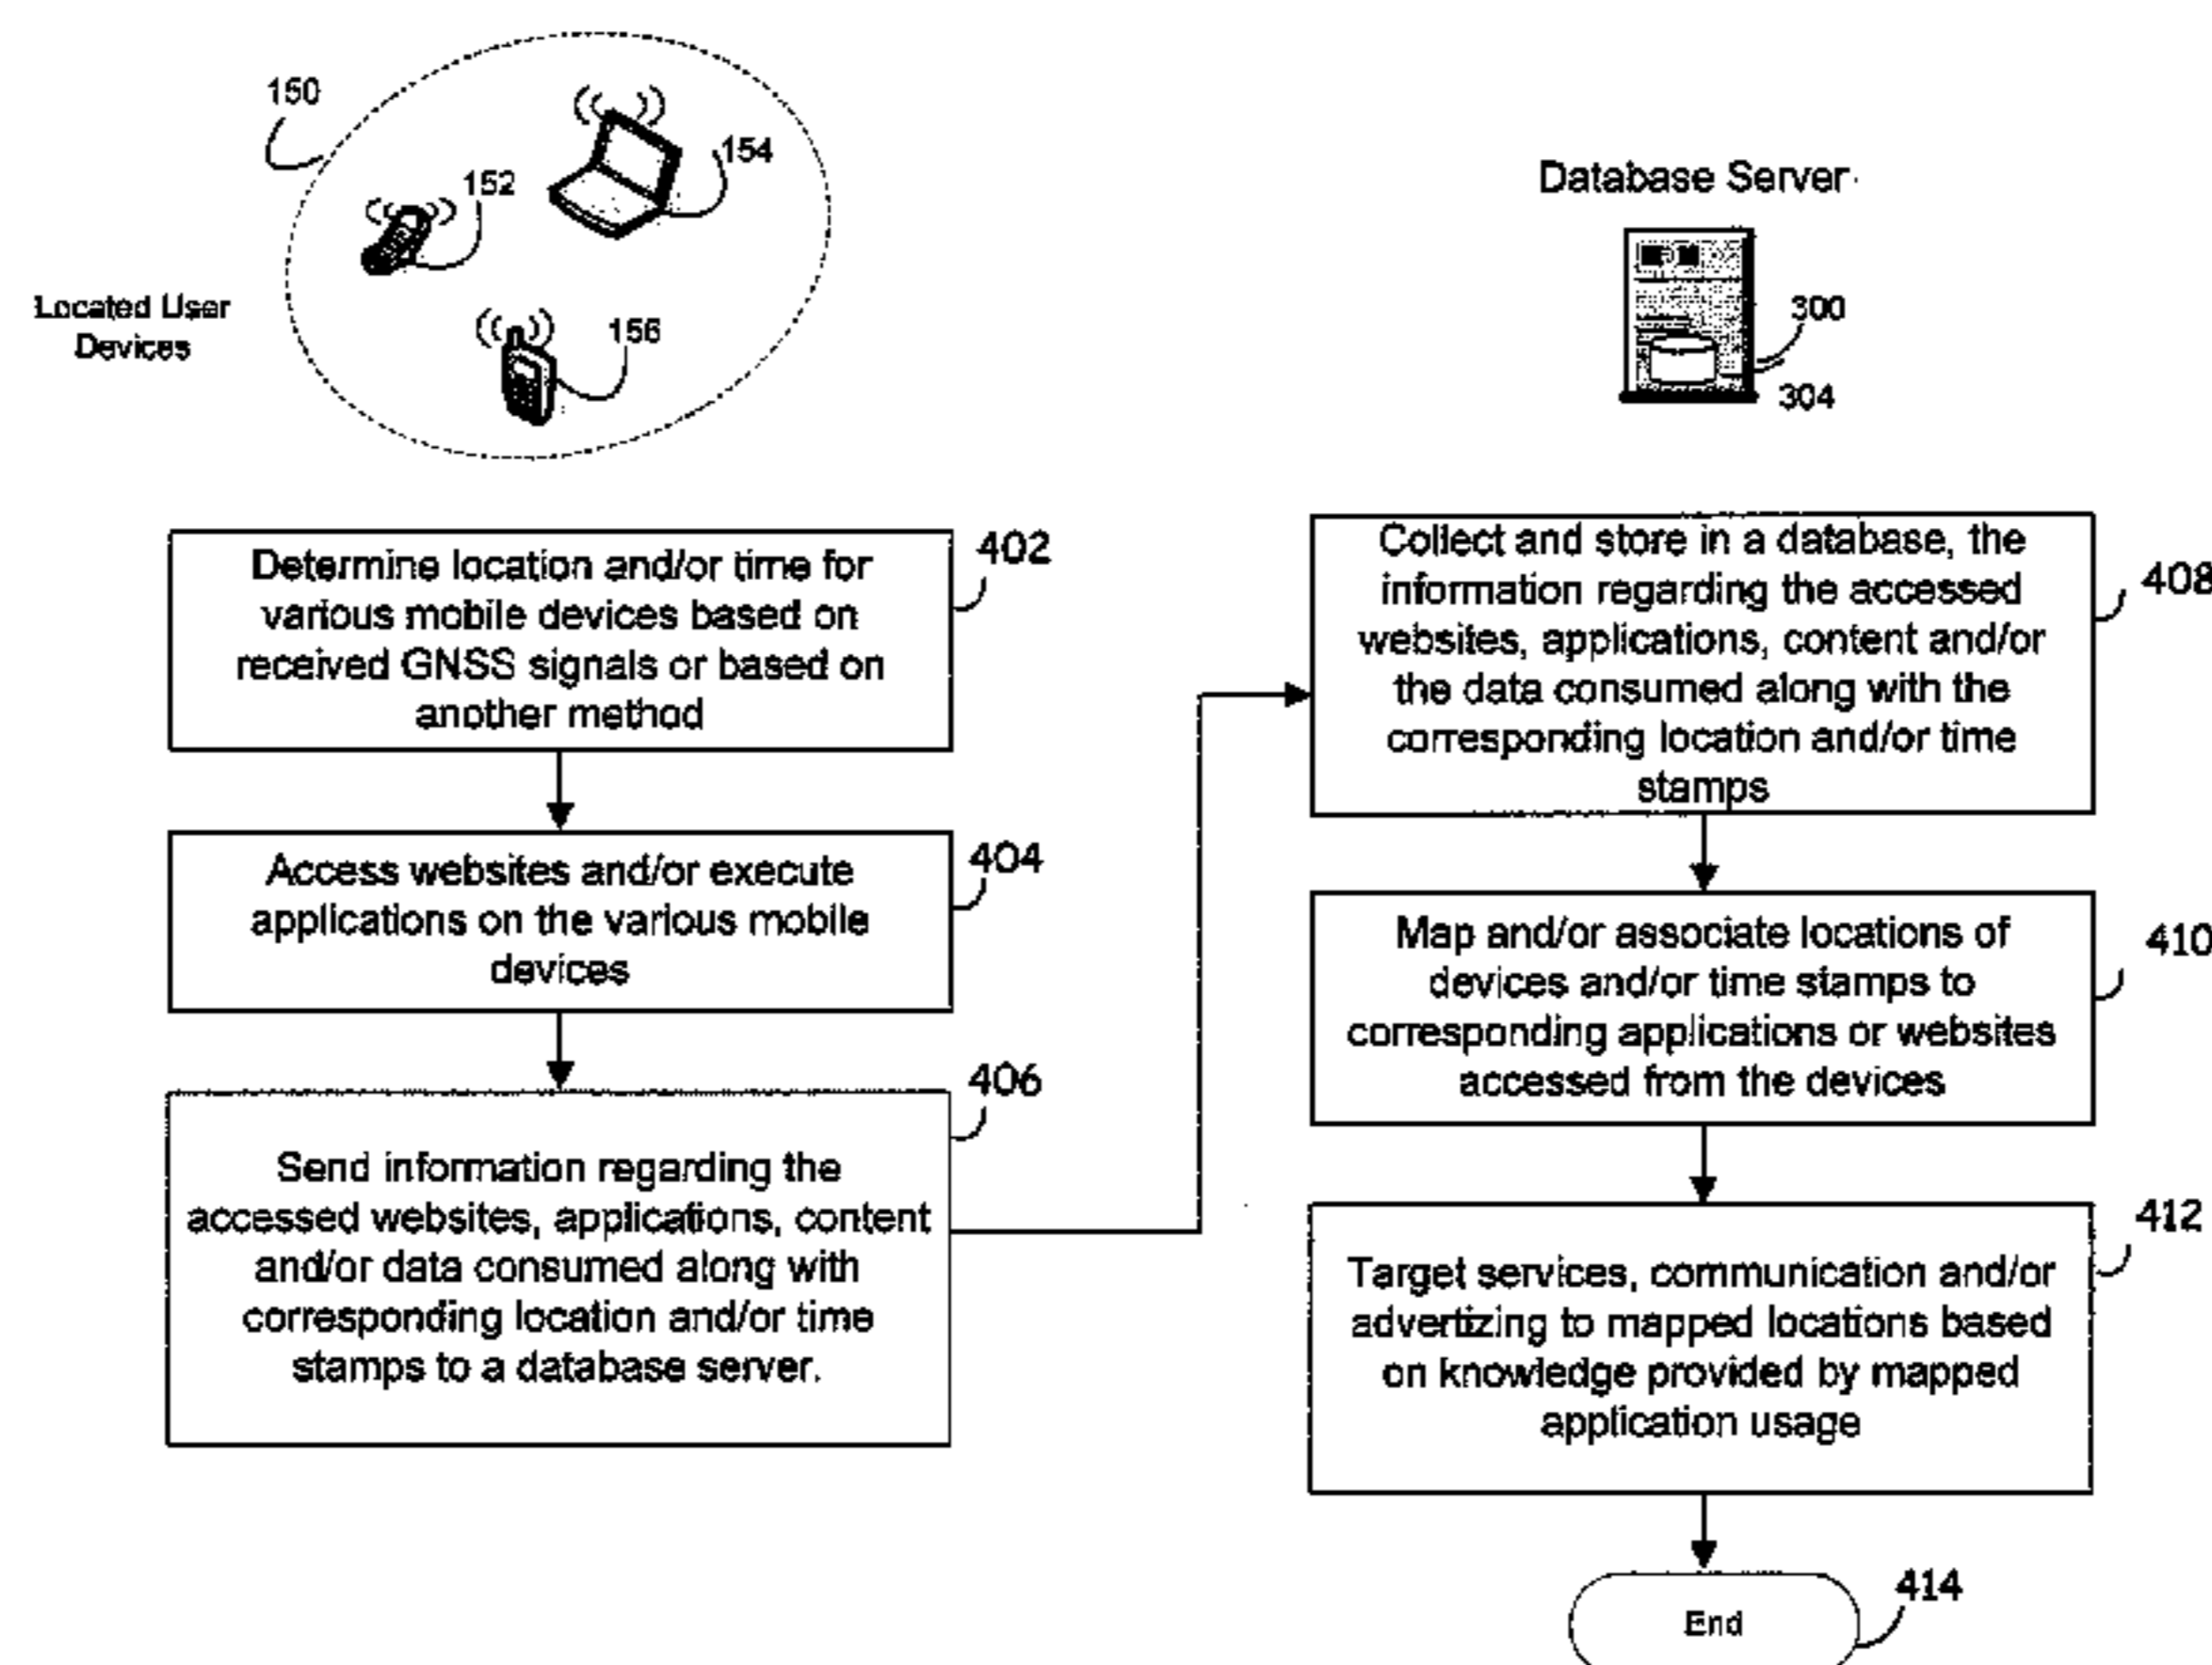 150
152
154
156
Located User
Devices
Database Server
300
304
402
Determine location and/or time for
various mobile devices based on
received GNSS signals or based on
another method
404
Access websites and/or execute
applications on the various mobile
devices
406
Send information regarding the
accessed websites, applications, content
and/or data consumed along with
corresponding location and/or time
stamps to a database server.
408
Collect and store in a database, the
information regarding the accessed
websites, applications, content and/or
the data consumed along with the
corresponding location and/or time
stamps
410
Map and/or associate locations of
devices and/or time stamps to
corresponding applications or websites
accessed from the devices
412
Target services, communication and/or
advertizing to mapped locations based
on knowledge provided by mapped
application usage
414
End